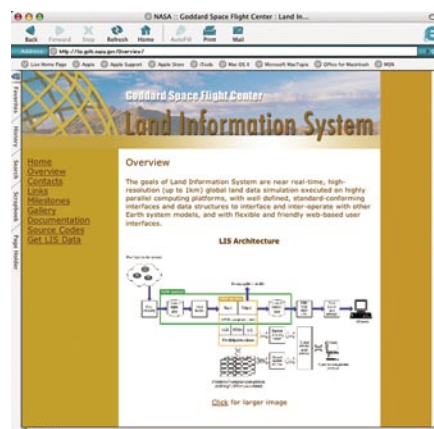 NASA :: Goddard Space Flight Center : Land In...
Back Forward Stop Refresh Home AutoFill Print Mail
Address
Live Home Page Apple Apple Support Apple Store iTools Mac OS X Microsoft MacTopia Office for Macintosh MSN
Favorites
History
Search
Scrapbook
Page Holder
Goddard Space Flight Center
Land Information System
Home
Overview
Contacts
Links
Milestones
Gallery
Documentation
Source Codes
Get LIS Data
Overview
The goals of Land Information System are near real-time, high-
resolution (up to 1km) global land data simulation executed on highly
parallel computing platforms, with well defined, standard-conforming
interfaces and data structures to interface and inter-operate with other
Earth system models, and with flexible and friendly web-based user
interfaces.
LIS Architecture
Click for larger image